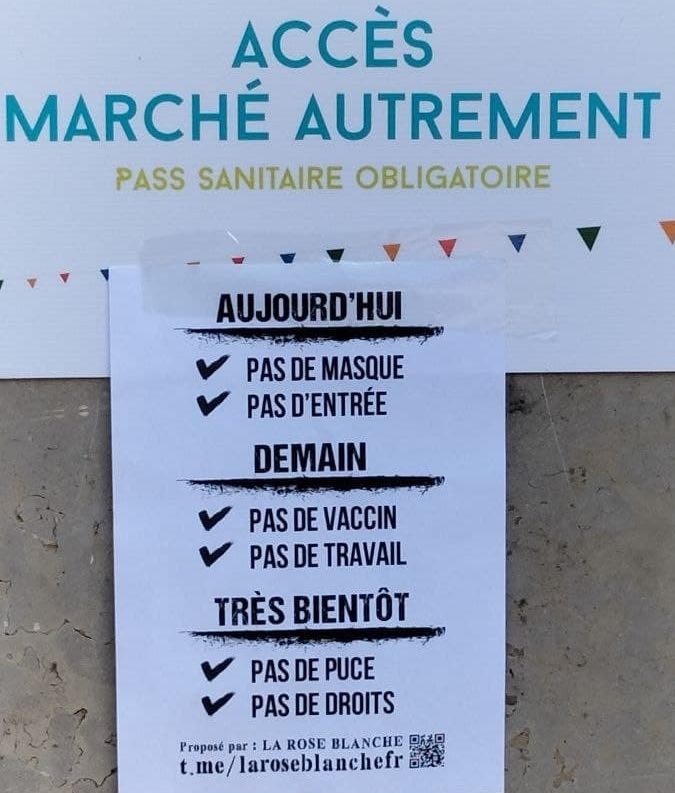 ACCÈS
MARCHÉ AUTREMENT
PASS SANITAIRE OBLIGATOIRE
AUJOURD'HUI
PAS DE MASQUE
PAS D'ENTRÉE
DEMAIN
PAS DE VACCIN
PAS DE TRAVAIL
TRÈS BIENTÔT
PAS DE PUCE
PAS DE DROITS
Proposé par : LA ROSE BLANCHE
t.me/laroseblanchefr